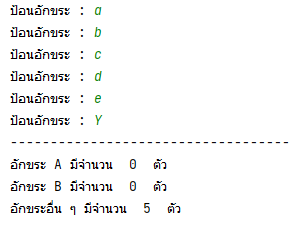 ป้อนอักขระ : a
ป้อนอักขระ : b
ป้อนอักขระ : c
ป้อนอักขระ : d
ป้อนอักขระ : e
ป้อนอักขระ : Y
-----------------------------------
อักขระ A มีจำนวน  0  ตัว
อักขระ B มีจำนวน  0  ตัว
อักขระอื่น ๆ มีจำนวน  5  ตัว